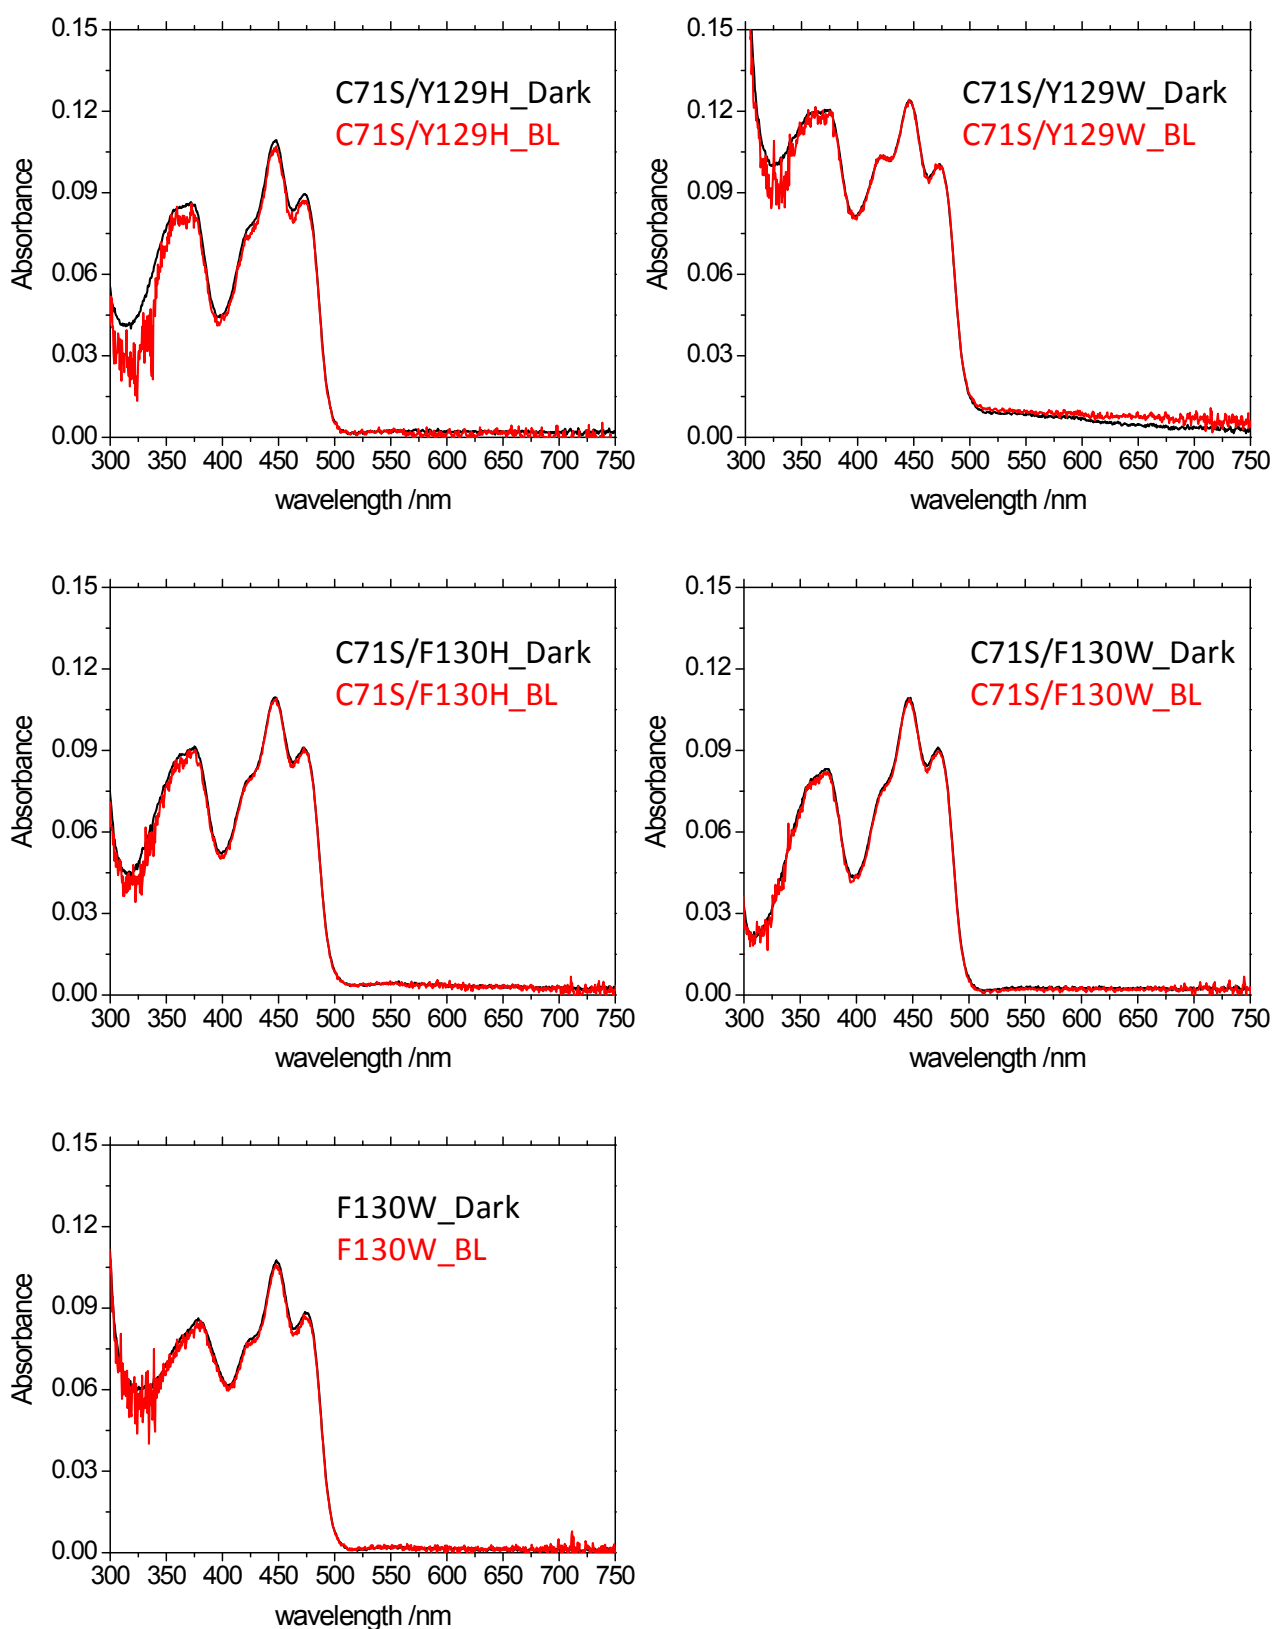 C71S/Y129H_Dark
C71S/Y129H_BL
Absorbance
0.15
0.12
0.09
0.06
0.03
0.00
300 350 400 450 500 550 600 650 700 750
wavelength /nm
C71S/Y129W_Dark
C71S/Y129W_BL
Absorbance
0.15
0.12
0.09
0.06
0.03
0.00
300 350 400 450 500 550 600 650 700 750
wavelength /nm
C71S/F130H_Dark
C71S/F130H_BL
Absorbance
0.15
0.12
0.09
0.06
0.03
0.00
300 350 400 450 500 550 600 650 700 750
wavelength /nm
C71S/F130W_Dark
C71S/F130W_BL
Absorbance
0.15
0.12
0.09
0.06
0.03
0.00
300 350 400 450 500 550 600 650 700 750
wavelength /nm
F130W_Dark
F130W_BL
Absorbance
0.15
0.12
0.09
0.06
0.03
0.00
300 350 400 450 500 550 600 650 700 750
wavelength /nm